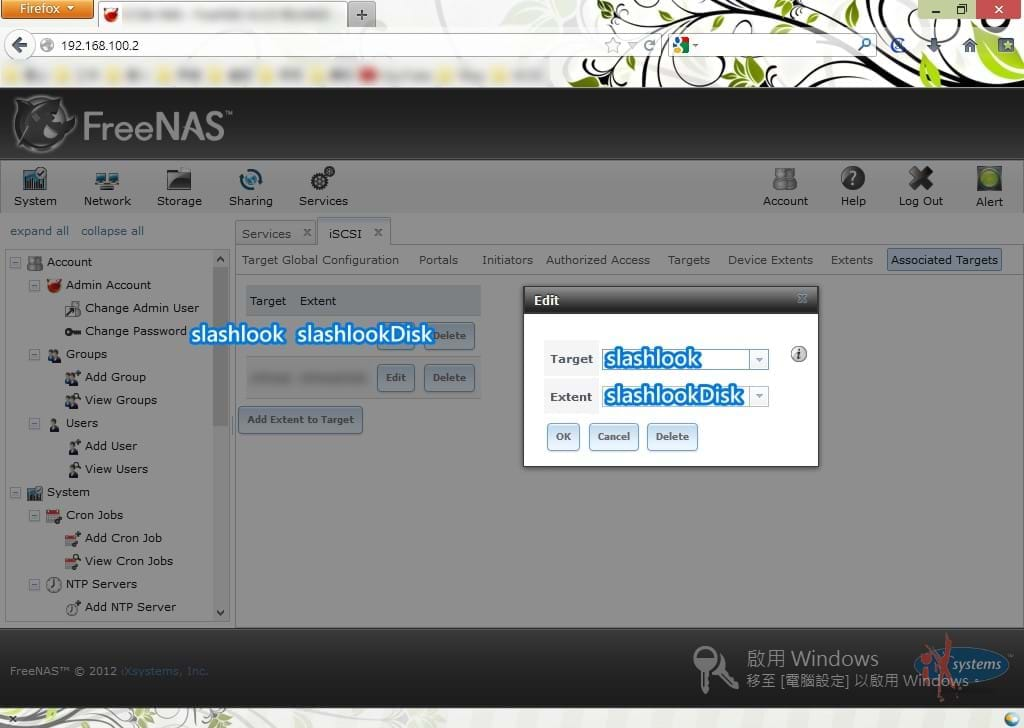 Firefox
192.168.100.2
FreeNAS™
System Network Storage Sharing Services Account Help Log Out Alert
expand all collapse all
Services iSCSI
Target Global Configuration Portals Initiators Authorized Access Targets Device Extents Extents Associated Targets
Account
Admin Account
Change Admin User
Change Password
Groups
Add Group
View Groups
Users
Add User
View Users
System
Cron Jobs
Add Cron Job
View Cron Jobs
NTP Servers
Add NTP Server
Target Extent
slashlook slashlookDisk Delete
Edit Delete
Add Extent to Target
Edit
Target slashlook
Extent slashlookDisk
OK Cancel Delete
FreeNAS™ © 2012 iXsystems, Inc.
iXsystems™
啟用 Windows
移至 [電腦設定] 以啟用 Windows。